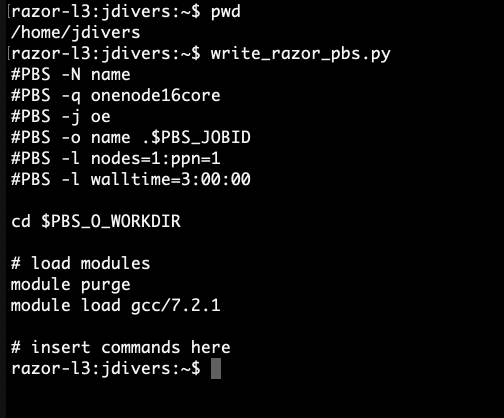 [razor-l3:jdivers:~$ pwd
/home/jdivers
[razor-l3:jdivers:~$ write_razor_pbs.py
#PBS -N name
#PBS -q onenode16core
#PBS -j oe
#PBS -o name .$PBS_JOBID
#PBS -l nodes=1:ppn=1
#PBS -l walltime=3:00:00

cd $PBS_O_WORKDIR

# load modules
module purge
module load gcc/7.2.1

# insert commands here
razor-l3:jdivers:~$